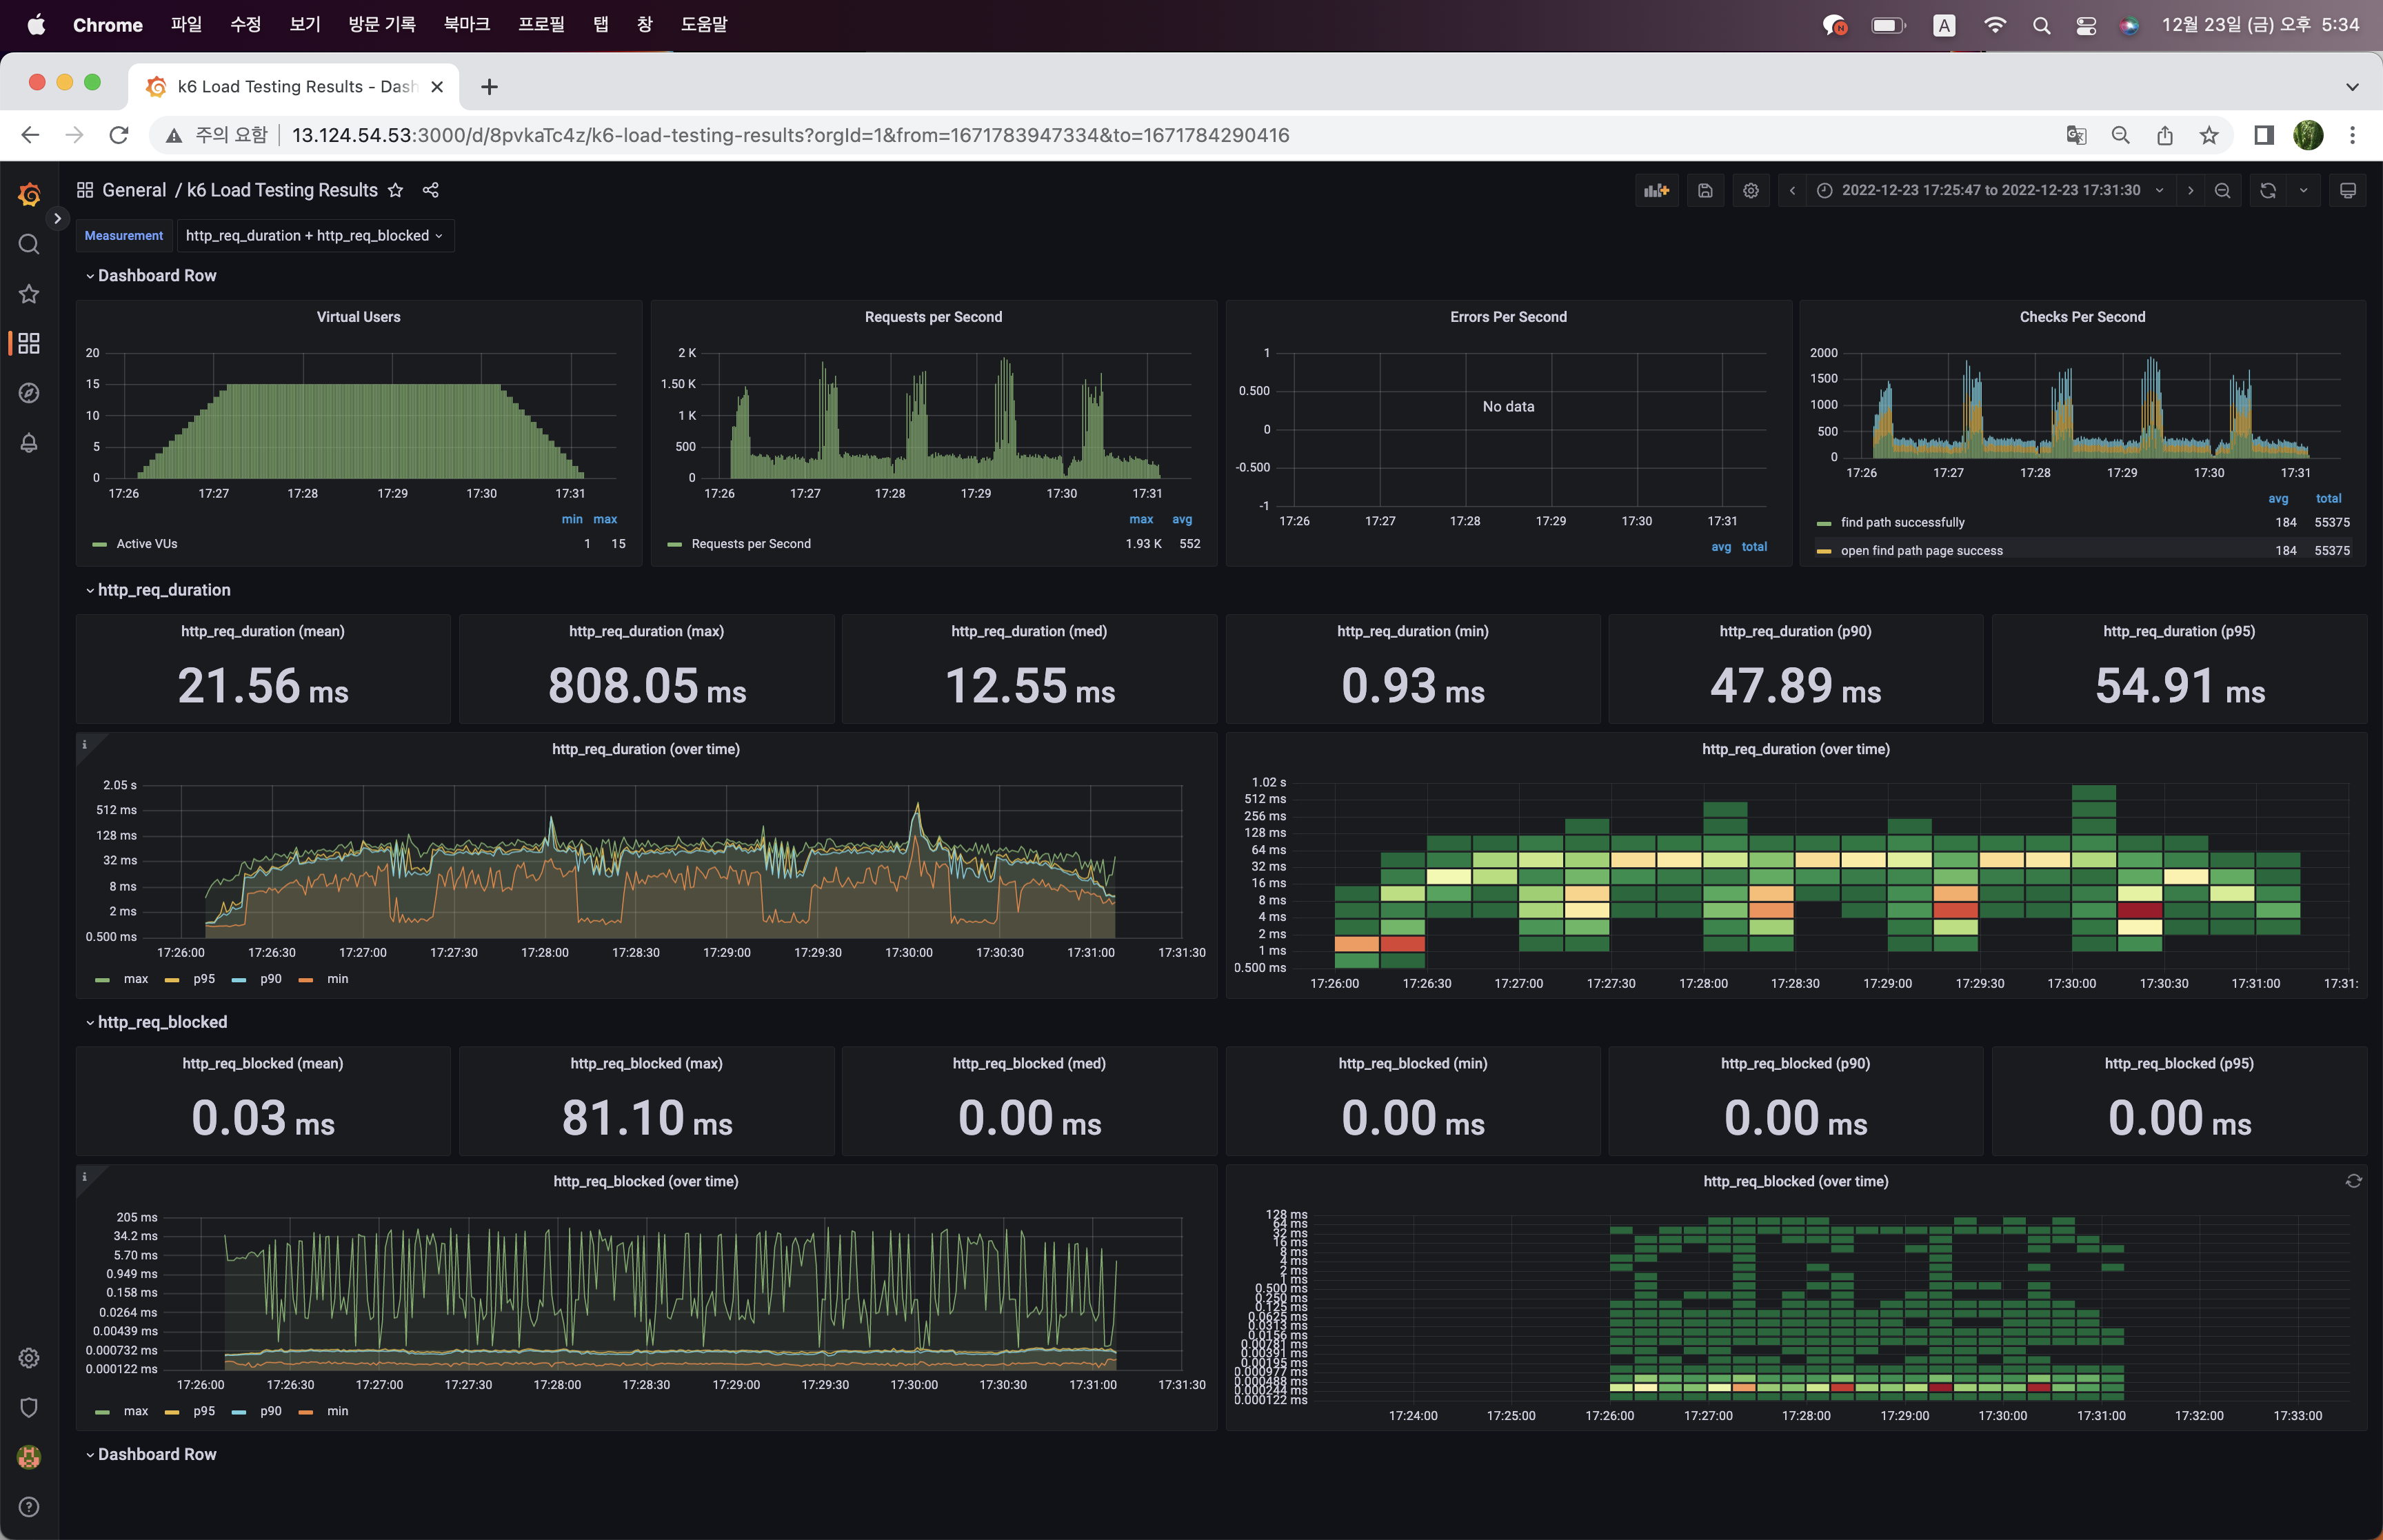 Chrome 파일 수정 보기 방문 기록 북마크 프로필 탭 창 도움말 A 12월 23일 (금) 오후 5:34
k6 Load Testing Results - Dash
주의 요함 13.124.54.53:3000/d/8pvkaTc4z/k6-load-testing-results?orgId=1&from=1671783947334&to=1671784290416
General / k6 Load Testing Results 2022-12-23 17:25:47 to 2022-12-23 17:31:30
Measurement http_req_duration + http_req_blocked
Dashboard Row
Virtual Users
20
15
10
5
0
17:26 17:27 17:28 17:29 17:30 17:31
min max
Active VUs 1 15
Requests per Second
2 K
1.50 K
1 K
500
0
17:26 17:27 17:28 17:29 17:30 17:31
max avg
Requests per Second 1.93 K 552
Errors Per Second
1
0.500
0
-0.500
-1
No data
17:26 17:27 17:28 17:29 17:30 17:31
avg total
Checks Per Second
2000
1500
1000
500
0
17:26 17:27 17:28 17:29 17:30 17:31
avg total
find path successfully 184 55375
open find path page success 184 55375
http_req_duration
http_req_duration (mean)
21.56 ms
http_req_duration (max)
808.05 ms
http_req_duration (med)
12.55 ms
http_req_duration (min)
0.93 ms
http_req_duration (p90)
47.89 ms
http_req_duration (p95)
54.91 ms
http_req_duration (over time)
2.05 s
512 ms
128 ms
32 ms
8 ms
2 ms
0.500 ms
17:26:00 17:26:30 17:27:00 17:27:30 17:28:00 17:28:30 17:29:00 17:29:30 17:30:00 17:30:30 17:31:00 17:31:30
max p95 p90 min
http_req_duration (over time)
1.02 s
512 ms
256 ms
128 ms
64 ms
32 ms
16 ms
8 ms
4 ms
2 ms
1 ms
0.500 ms
17:26:00 17:26:30 17:27:00 17:27:30 17:28:00 17:28:30 17:29:00 17:29:30 17:30:00 17:30:30 17:31:00 17:31:
http_req_blocked
http_req_blocked (mean)
0.03 ms
http_req_blocked (max)
81.10 ms
http_req_blocked (med)
0.00 ms
http_req_blocked (min)
0.00 ms
http_req_blocked (p90)
0.00 ms
http_req_blocked (p95)
0.00 ms
http_req_blocked (over time)
205 ms
34.2 ms
5.70 ms
0.949 ms
0.158 ms
0.0264 ms
0.00439 ms
0.000732 ms
0.000122 ms
17:26:00 17:26:30 17:27:00 17:27:30 17:28:00 17:28:30 17:29:00 17:29:30 17:30:00 17:30:30 17:31:00 17:31:30
max p95 p90 min
http_req_blocked (over time)
128 ms
64 ms
32 ms
16 ms
8 ms
4 ms
2 ms
1 ms
0.500 ms
0.250 ms
0.125 ms
0.0625 ms
0.0313 ms
0.0156 ms
0.00781 ms
0.00391 ms
0.00195 ms
0.000977 ms
0.000488 ms
0.000244 ms
0.000122 ms
17:24:00 17:25:00 17:26:00 17:27:00 17:28:00 17:29:00 17:30:00 17:31:00 17:32:00 17:33:00
Dashboard Row